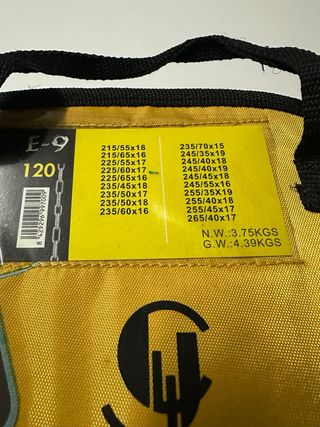 E-9
120
215/55x18
215/65x16
225/55x17
225/60x17
225/65x16
235/45x18
235/50x17
235/50x18
235/60x16
235/70x15
245/35x19
245/40x18
245/40x19
245/45x18
245/55x16
255/35X19
255/40x18
255/45x17
265/40x17
N.W.:3.75KGS
G.W.:4.39KGS